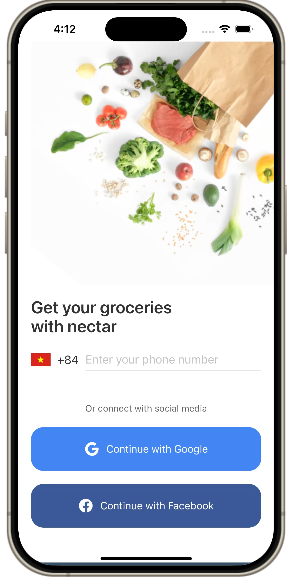 4:12
Get your groceries
with nectar
+84 Enter your phone number
Or connect with social media
Continue with Google
Continue with Facebook